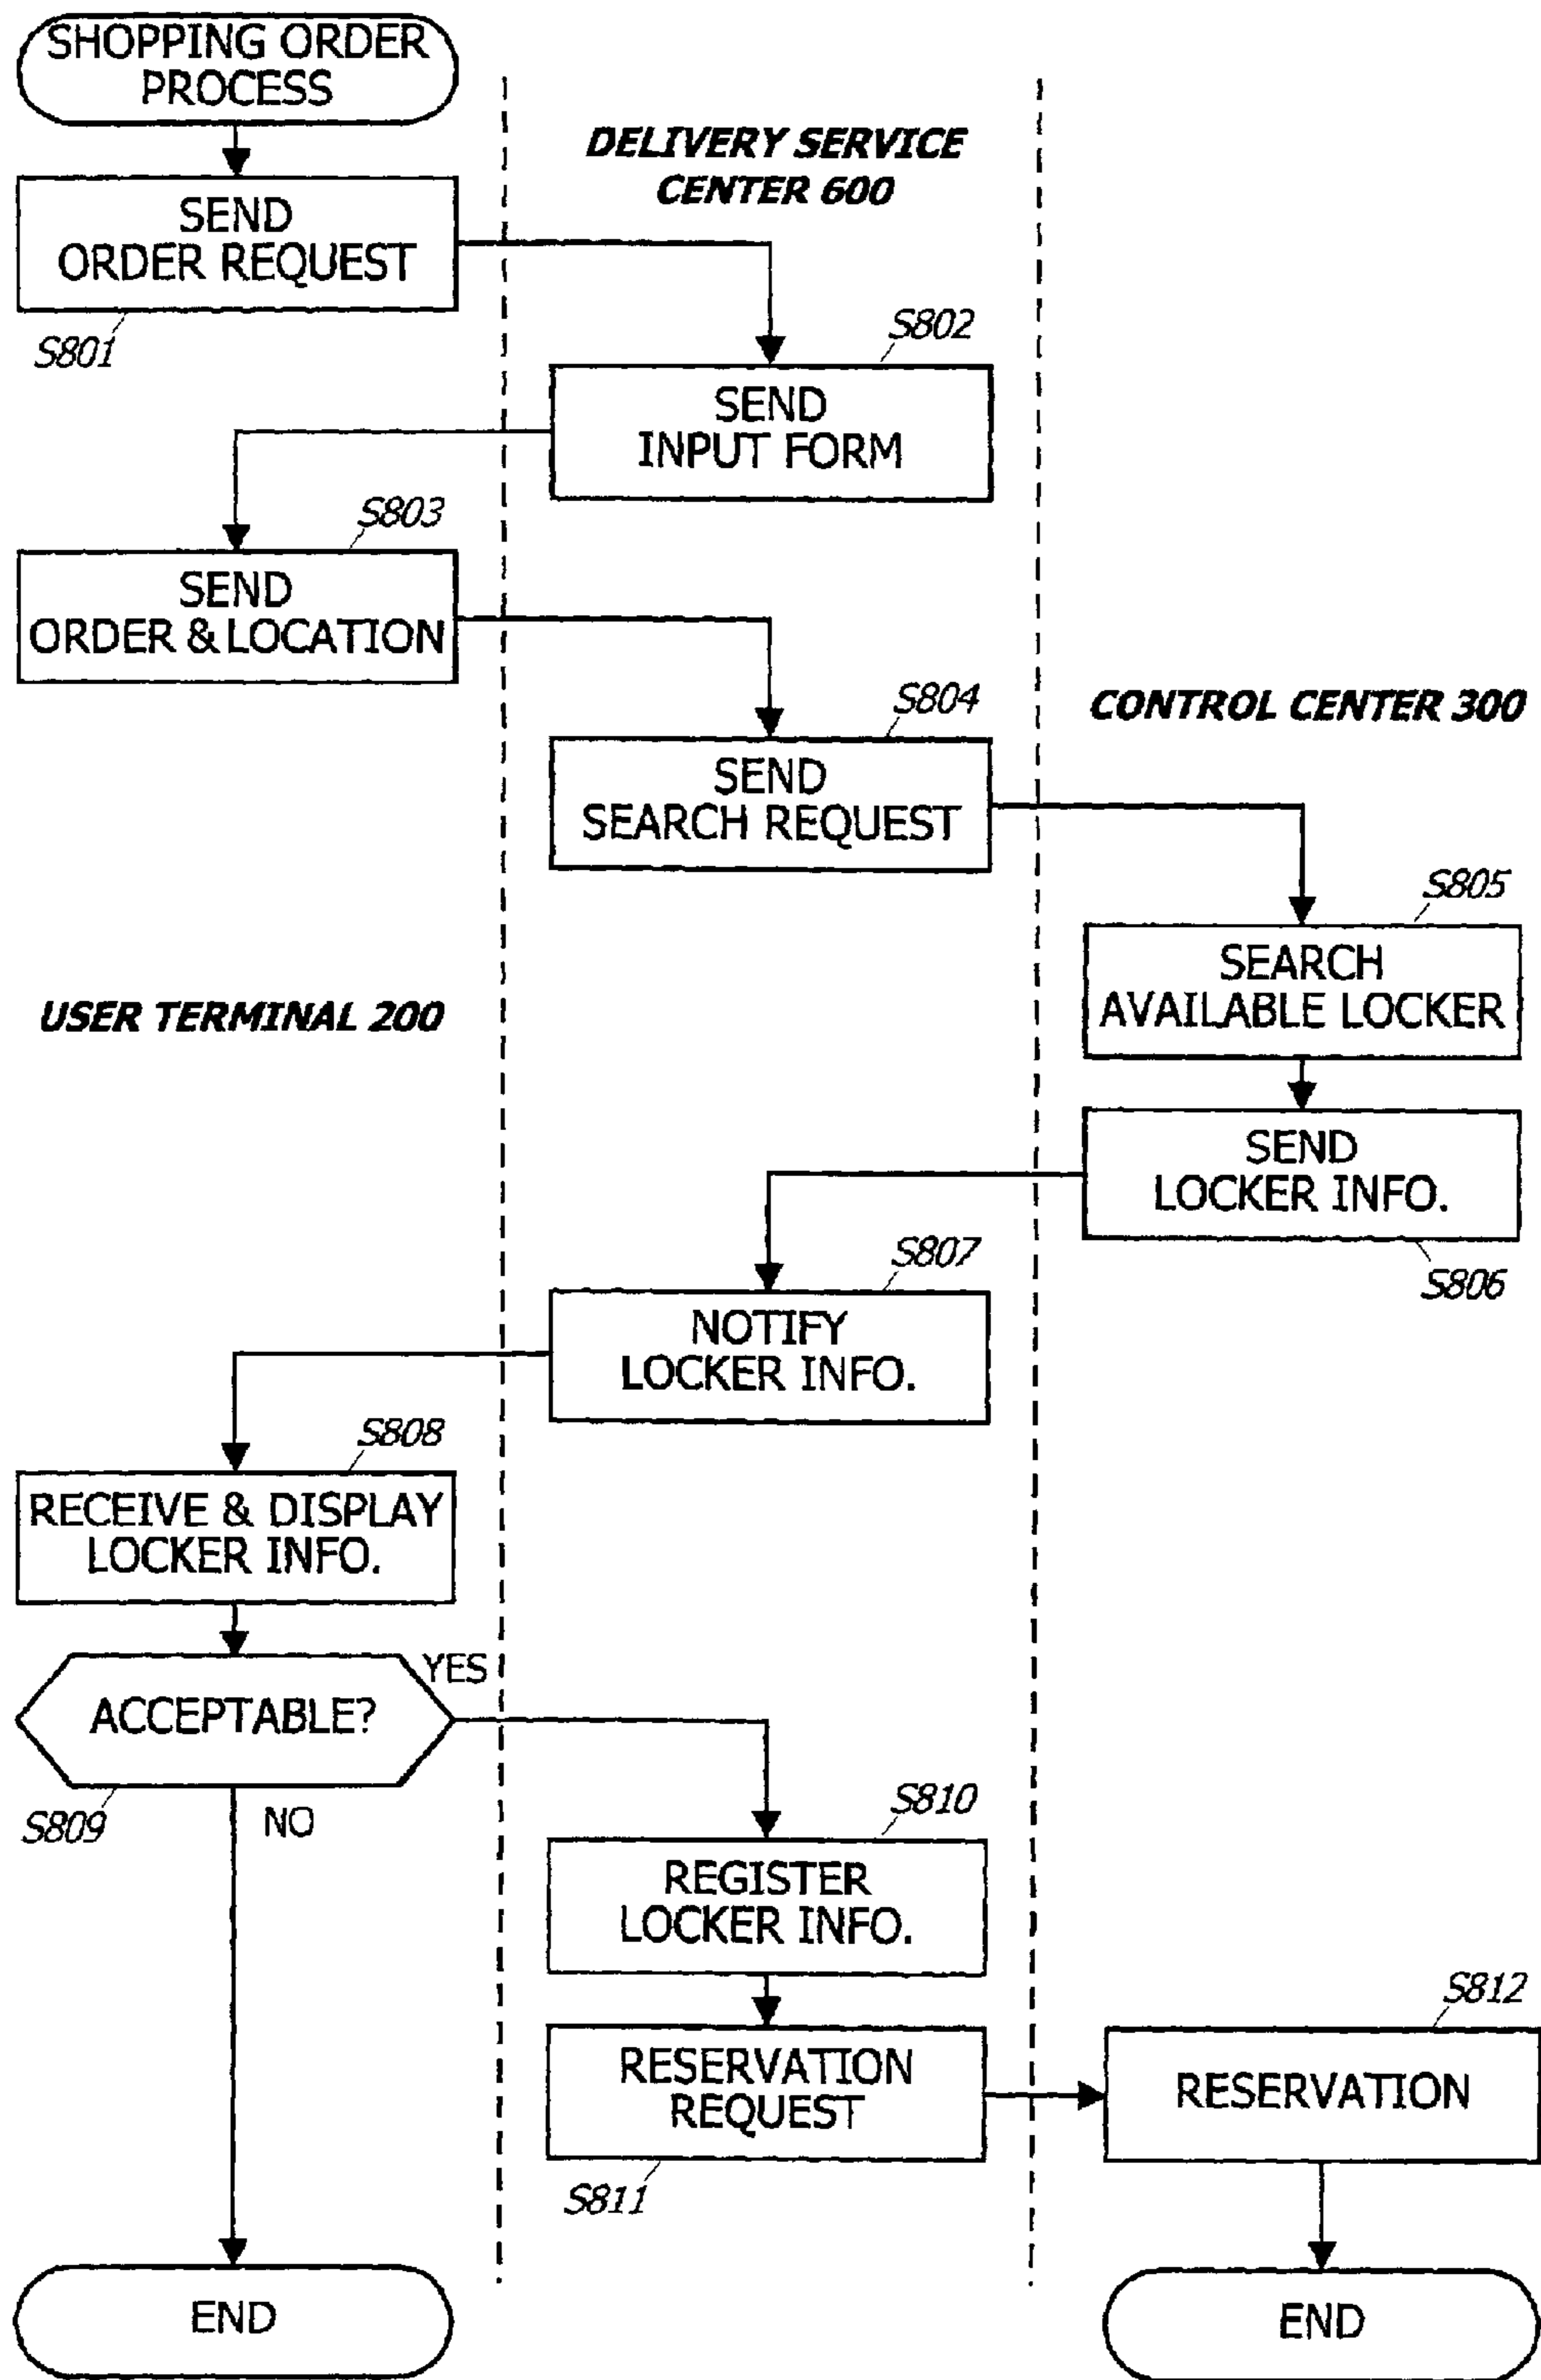 SHOPPING ORDER
PROCESS
DELIVERY SERVICE
CENTER 600
SEND
ORDER REQUEST
S801
S802
SEND
INPUT FORM
S803
SEND
ORDER & LOCATION
S804
CONTROL CENTER 300
SEND
SEARCH REQUEST
S805
SEARCH
AVAILABLE LOCKER
USER TERMINAL 200
SEND
LOCKER INFO.
S806
S807
NOTIFY
LOCKER INFO.
S808
RECEIVE & DISPLAY
LOCKER INFO.
YES
ACCEPTABLE?
S809
NO
S810
REGISTER
LOCKER INFO.
S812
RESERVATION
REQUEST
RESERVATION
S811
END
END